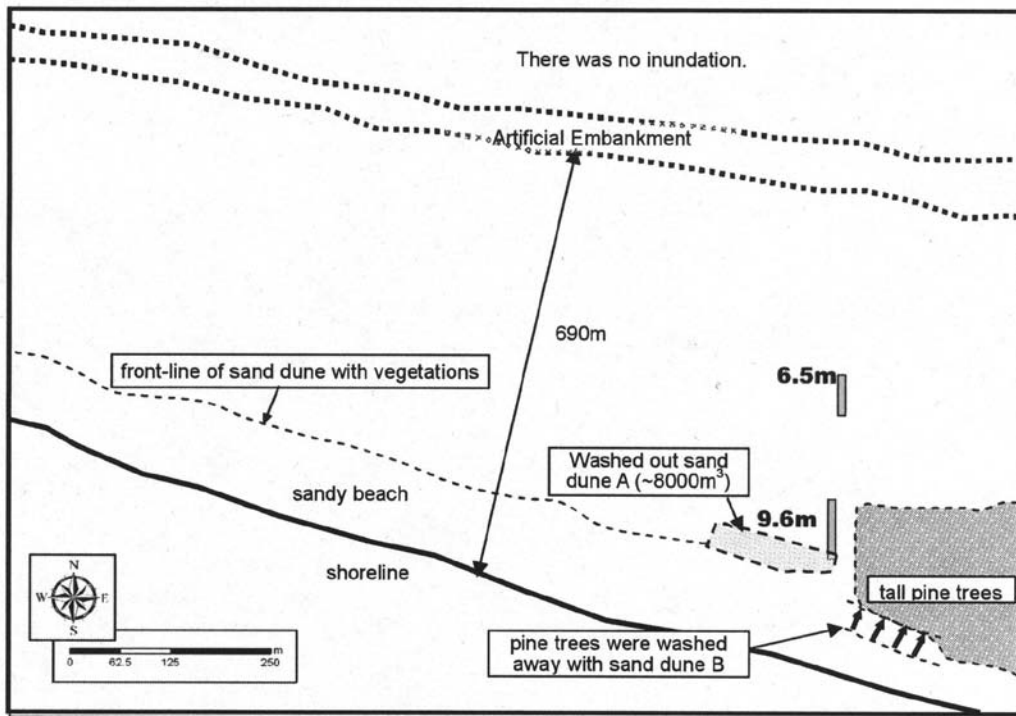 There was no inundation.
Artificial Embankment
690m
front-line of sand dune with vegetations
6.5m
Washed out sand
dune A (~8000m³)
sandy beach
9.6m
shoreline
tall pine trees
N
W E
S
pine trees were washed
away with sand dune B
m
0 62.5 125 250